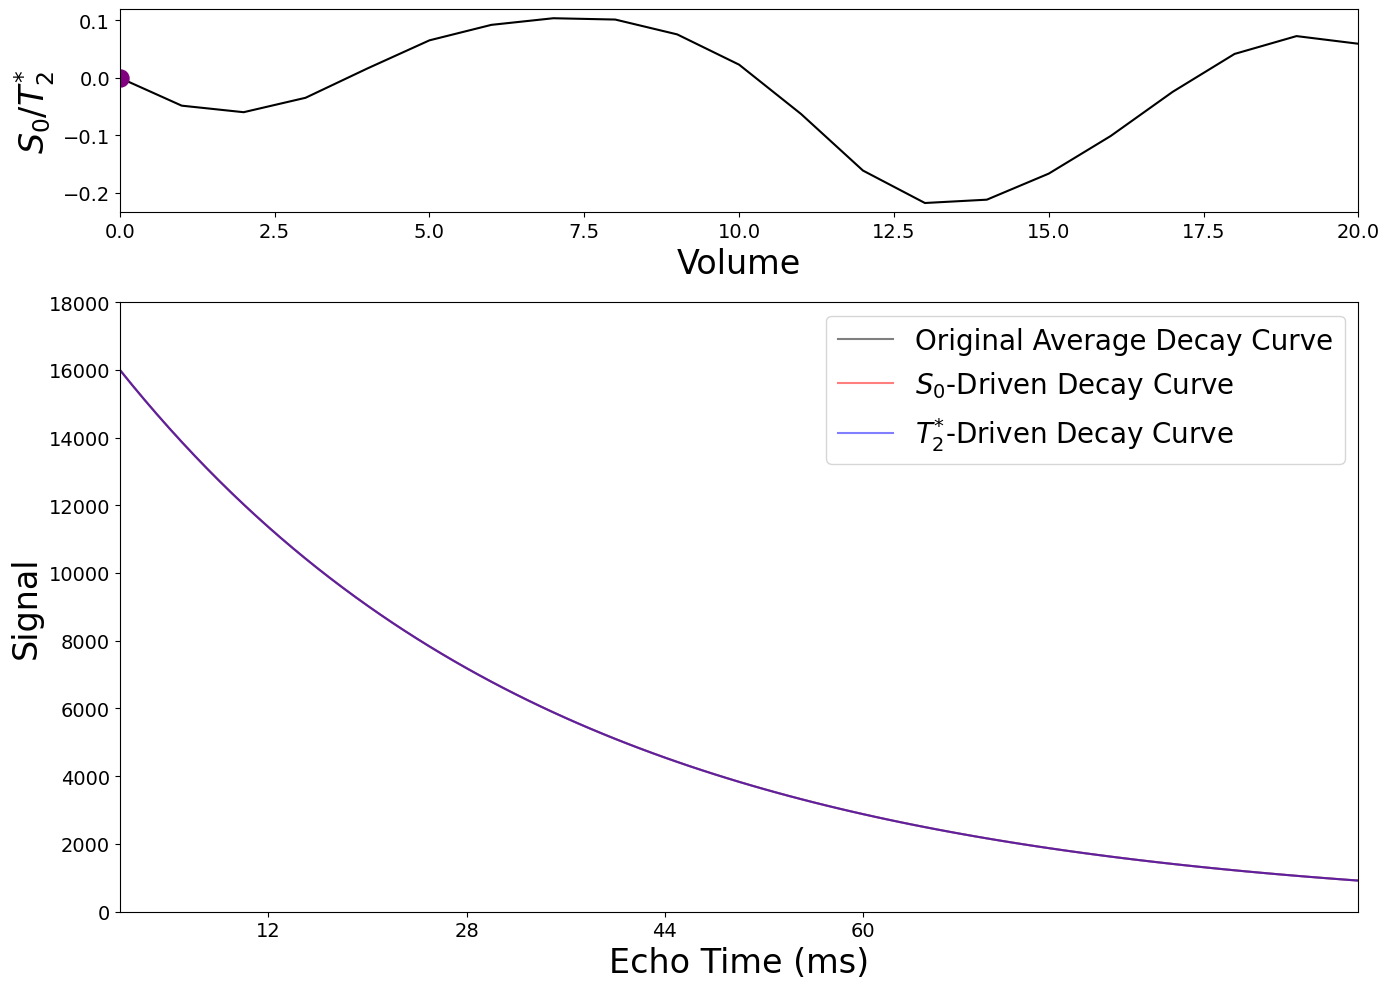 0.1
0.0
−0.1
−0.2
S₀/T₂*
0.0 2.5 5.0 7.5 10.0 12.5 15.0 17.5 20.0
Volume
18000
16000
14000
12000
10000
8000
6000
4000
2000
0
Signal
Original Average Decay Curve
S₀-Driven Decay Curve
T₂*-Driven Decay Curve
12 28 44 60
Echo Time (ms)